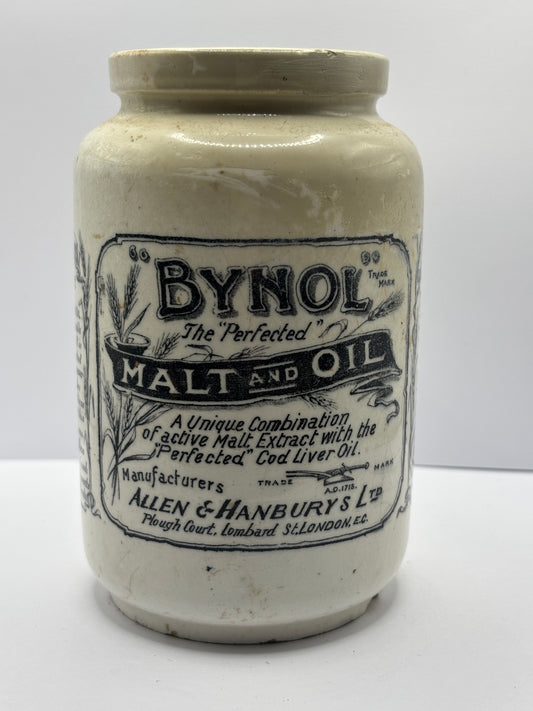 "BYNOL"
TRADE
MARK
The "Perfected"
MALT AND OIL
A Unique Combination
of active Malt Extract with the
"Perfected" Cod Liver Oil.
Manufacturers
TRADE MARK
A.D. 1715.
ALLEN & HANBURYS LTD
Plough Court, Lombard St, LONDON, E.C.